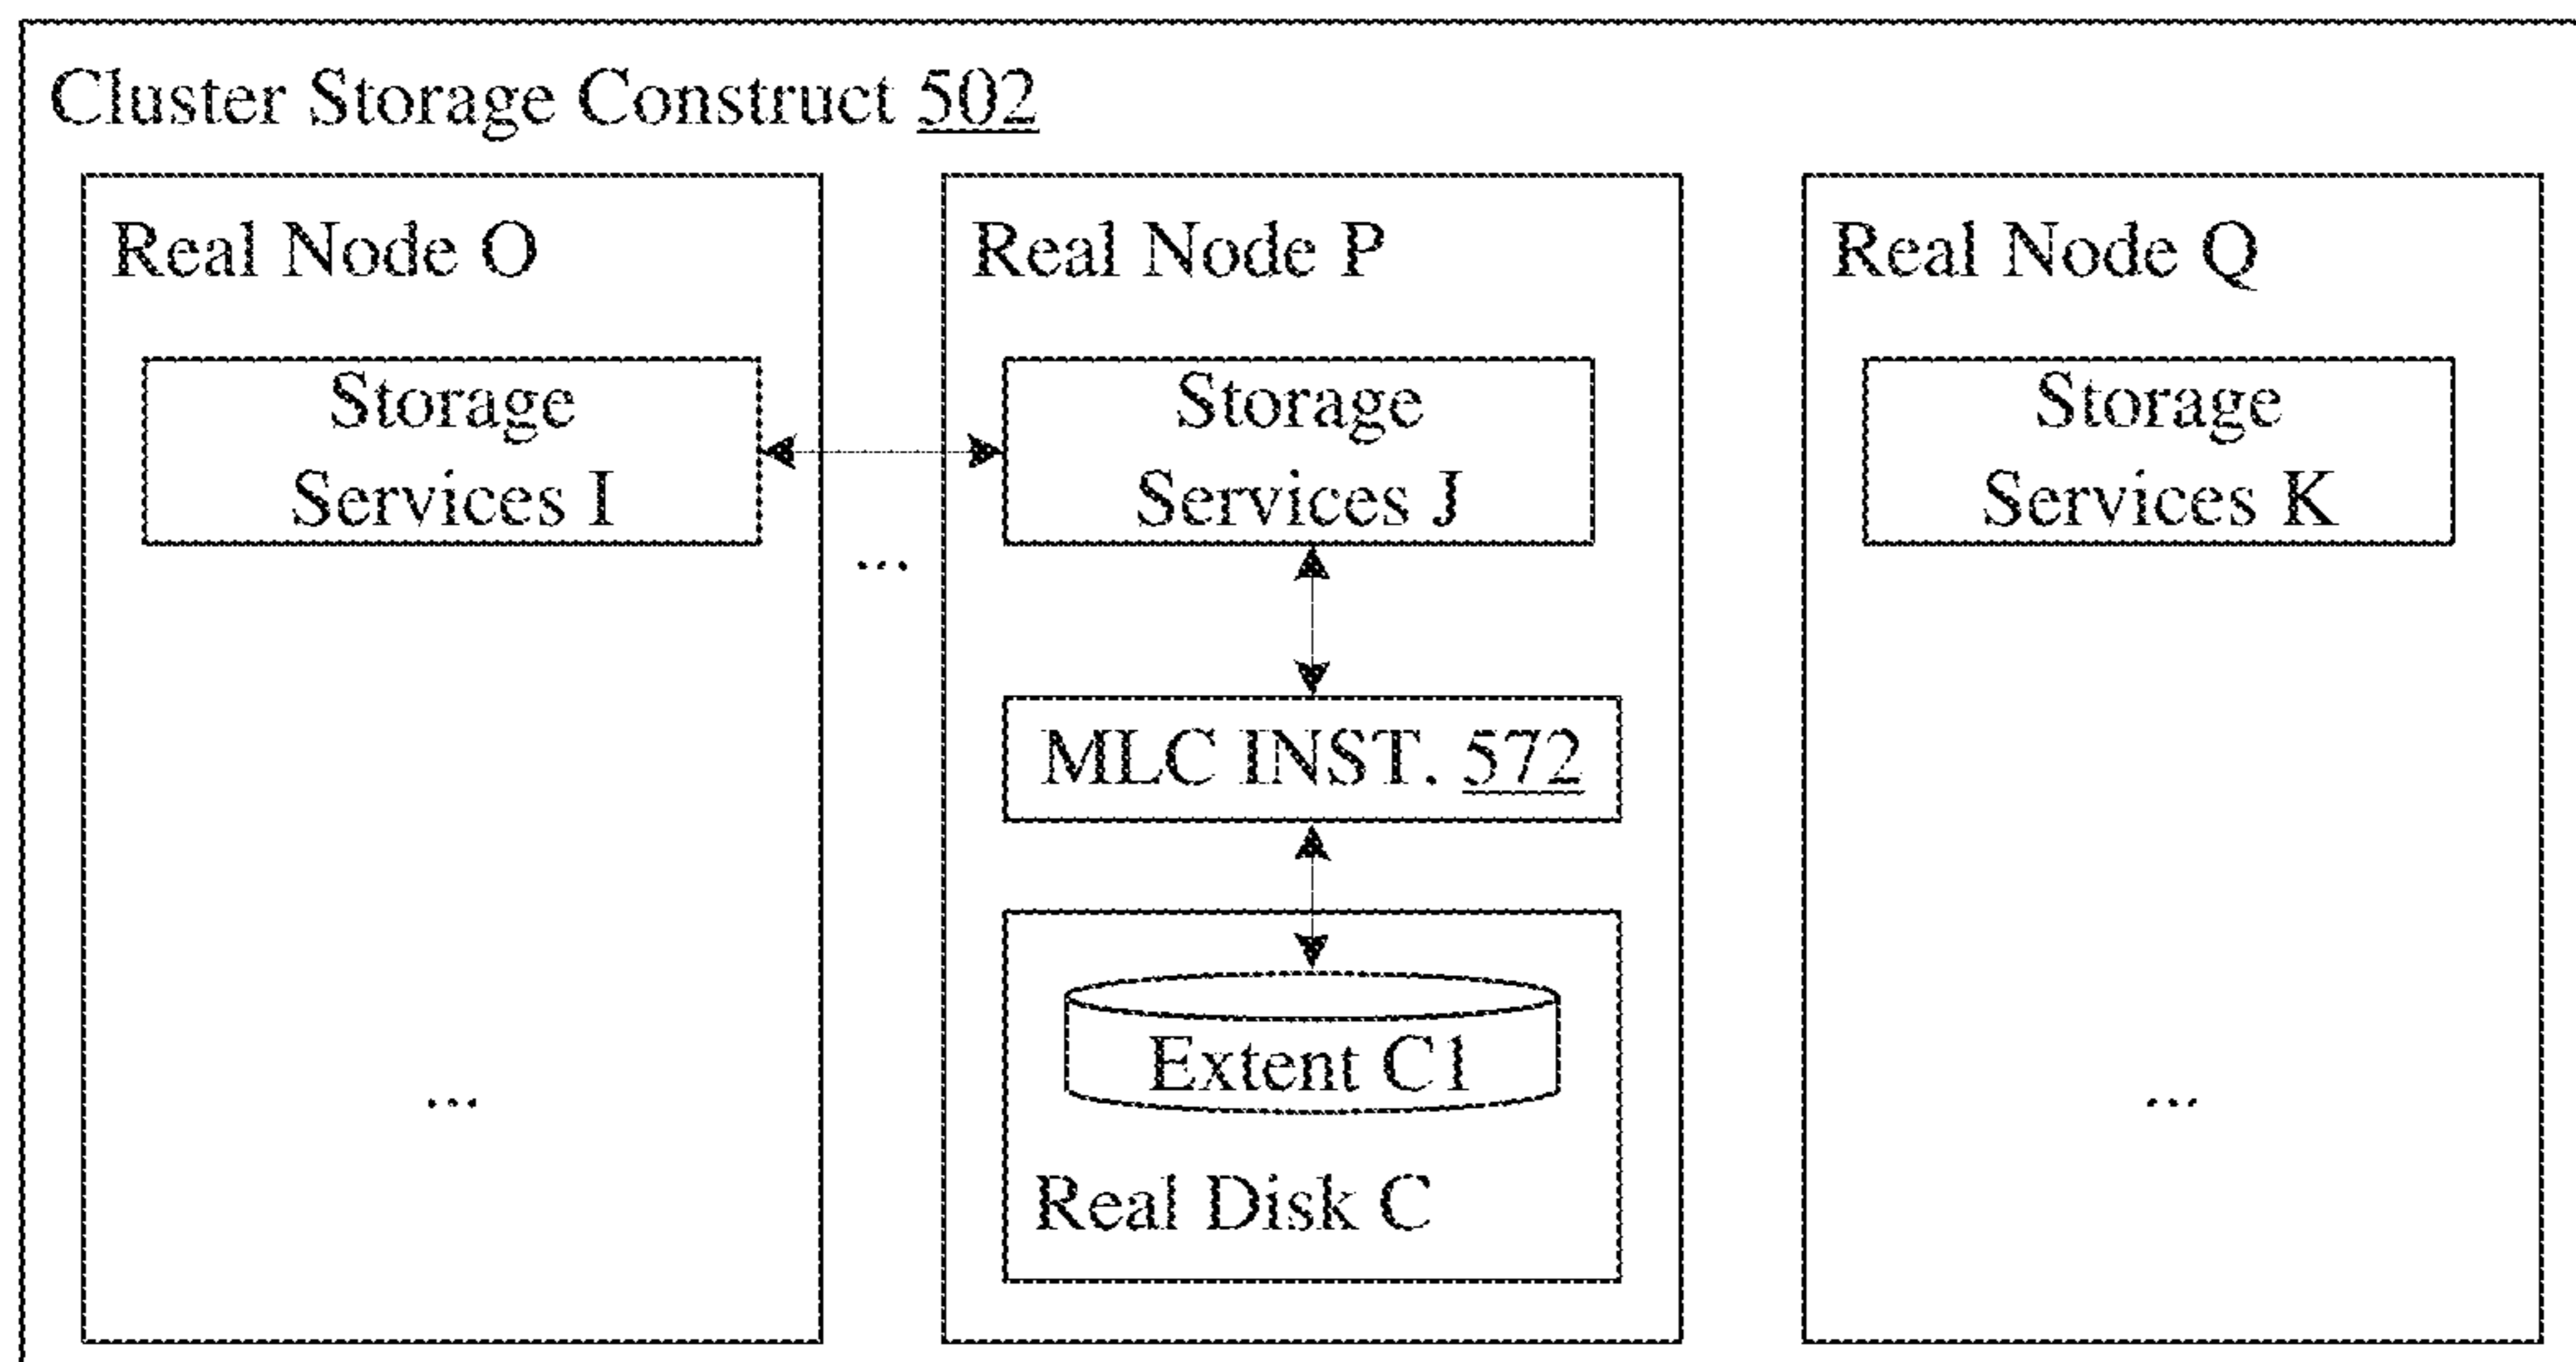 Cluster Storage Construct 502
Real Node O
Storage
Services I
...
...
Real Node P
Storage
Services J
MLC INST. 572
Extent C1
Real Disk C
Real Node Q
Storage
Services K
...